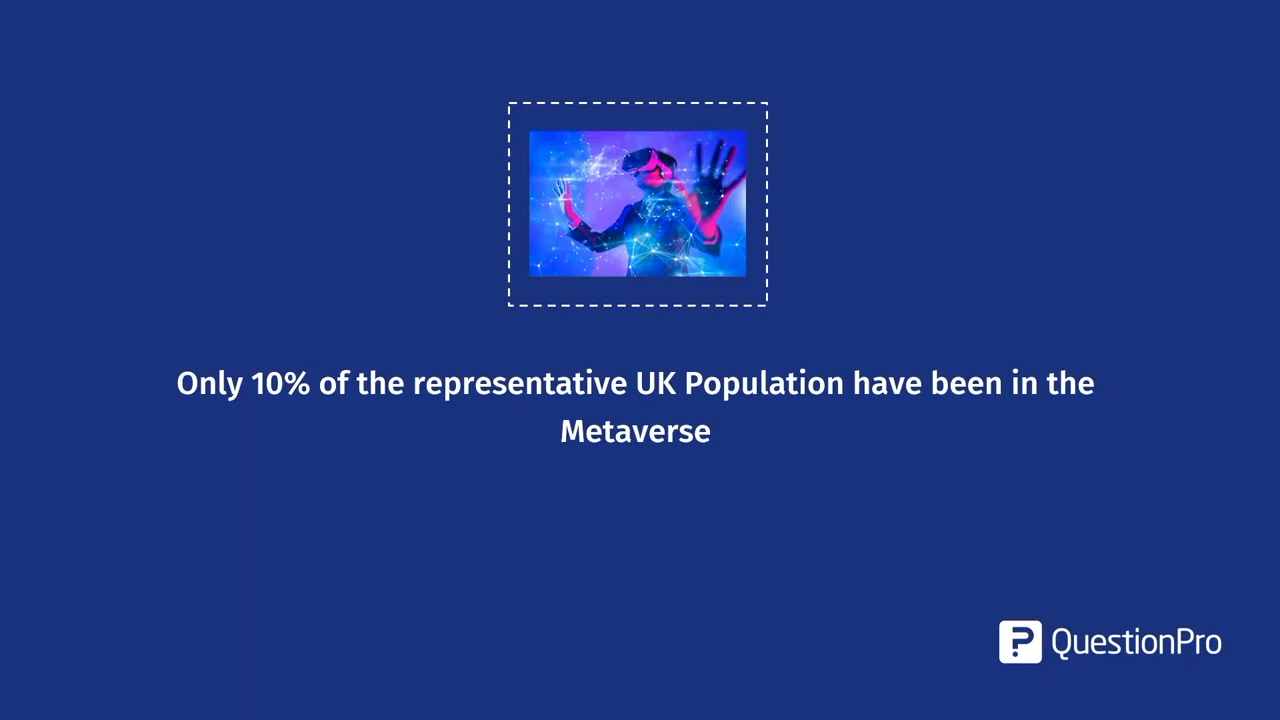 Only 10% of the representative UK Population have been in the
Metaverse
QuestionPro